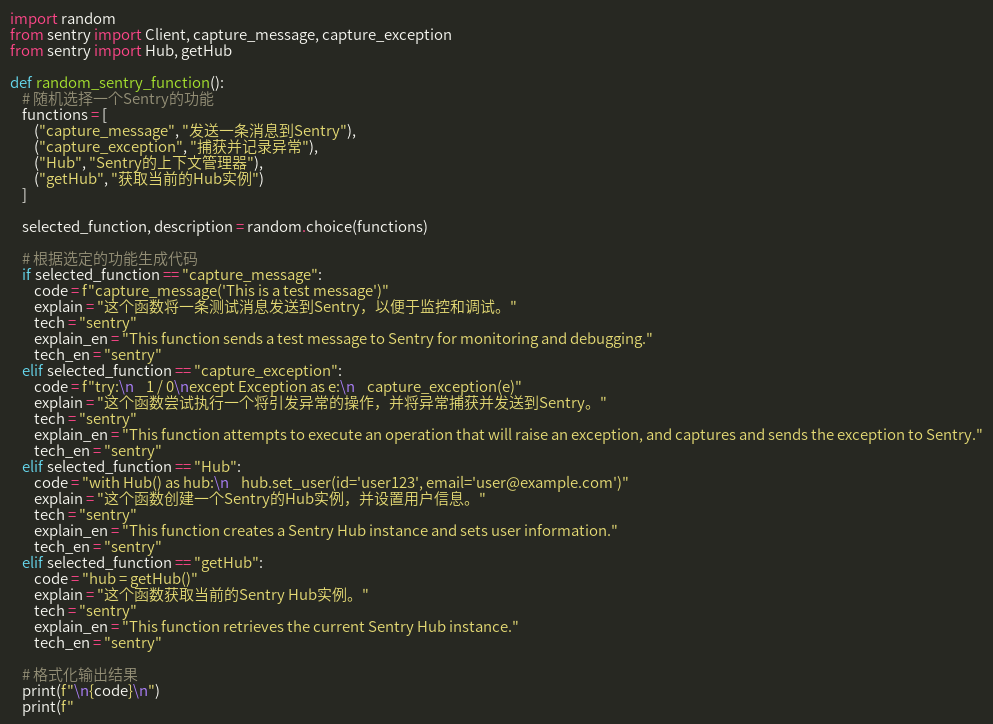 import random
from sentry import Client, capture_message, capture_exception
from sentry import Hub, getHub

def random_sentry_function():
    # 随机选择一个Sentry的功能
    functions = [
        ("capture_message", "发送一条消息到Sentry"),
        ("capture_exception", "捕获并记录异常"),
        ("Hub", "Sentry的上下文管理器"),
        ("getHub", "获取当前的Hub实例")
    ]

    selected_function, description = random.choice(functions)

    # 根据选定的功能生成代码
    if selected_function == "capture_message":
        code = f"capture_message('This is a test message')"
        explain = "这个函数将一条测试消息发送到Sentry，以便于监控和调试。"
        tech = "sentry"
        explain_en = "This function sends a test message to Sentry for monitoring and debugging."
        tech_en = "sentry"
    elif selected_function == "capture_exception":
        code = f"try:\n    1 / 0\nexcept Exception as e:\n    capture_exception(e)"
        explain = "这个函数尝试执行一个将引发异常的操作，并将异常捕获并发送到Sentry。"
        tech = "sentry"
        explain_en = "This function attempts to execute an operation that will raise an exception, and captures and sends the exception to Sentry."
        tech_en = "sentry"
    elif selected_function == "Hub":
        code = "with Hub() as hub:\n    hub.set_user(id='user123', email='user@example.com')"
        explain = "这个函数创建一个Sentry的Hub实例，并设置用户信息。"
        tech = "sentry"
        explain_en = "This function creates a Sentry Hub instance and sets user information."
        tech_en = "sentry"
    elif selected_function == "getHub":
        code = "hub = getHub()"
        explain = "这个函数获取当前的Sentry Hub实例。"
        tech = "sentry"
        explain_en = "This function retrieves the current Sentry Hub instance."
        tech_en = "sentry"

    # 格式化输出结果
    print(f"\n{code}\n")
    print(f"